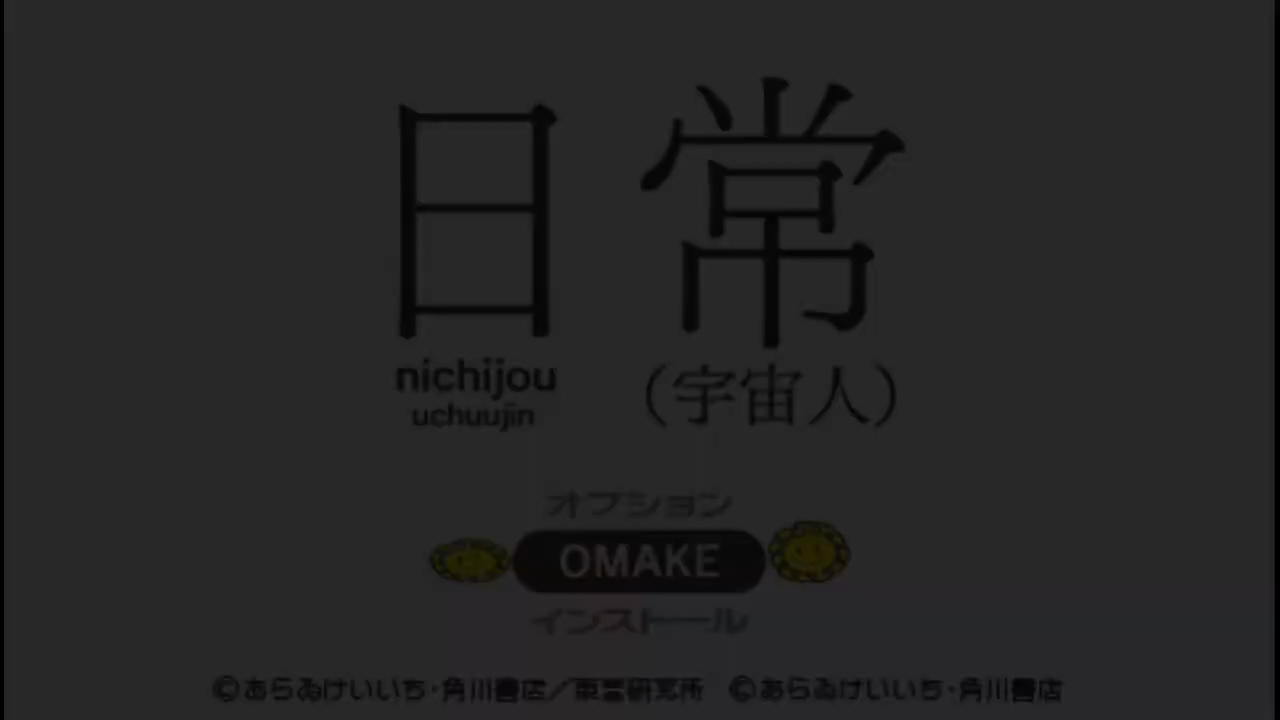 日常
nichijou
uchuujin
(宇宙人)
オプション
OMAKE
インストール
©あらゐけいいち・角川書店／東雲研究所 ©あらゐけいいち・角川書店